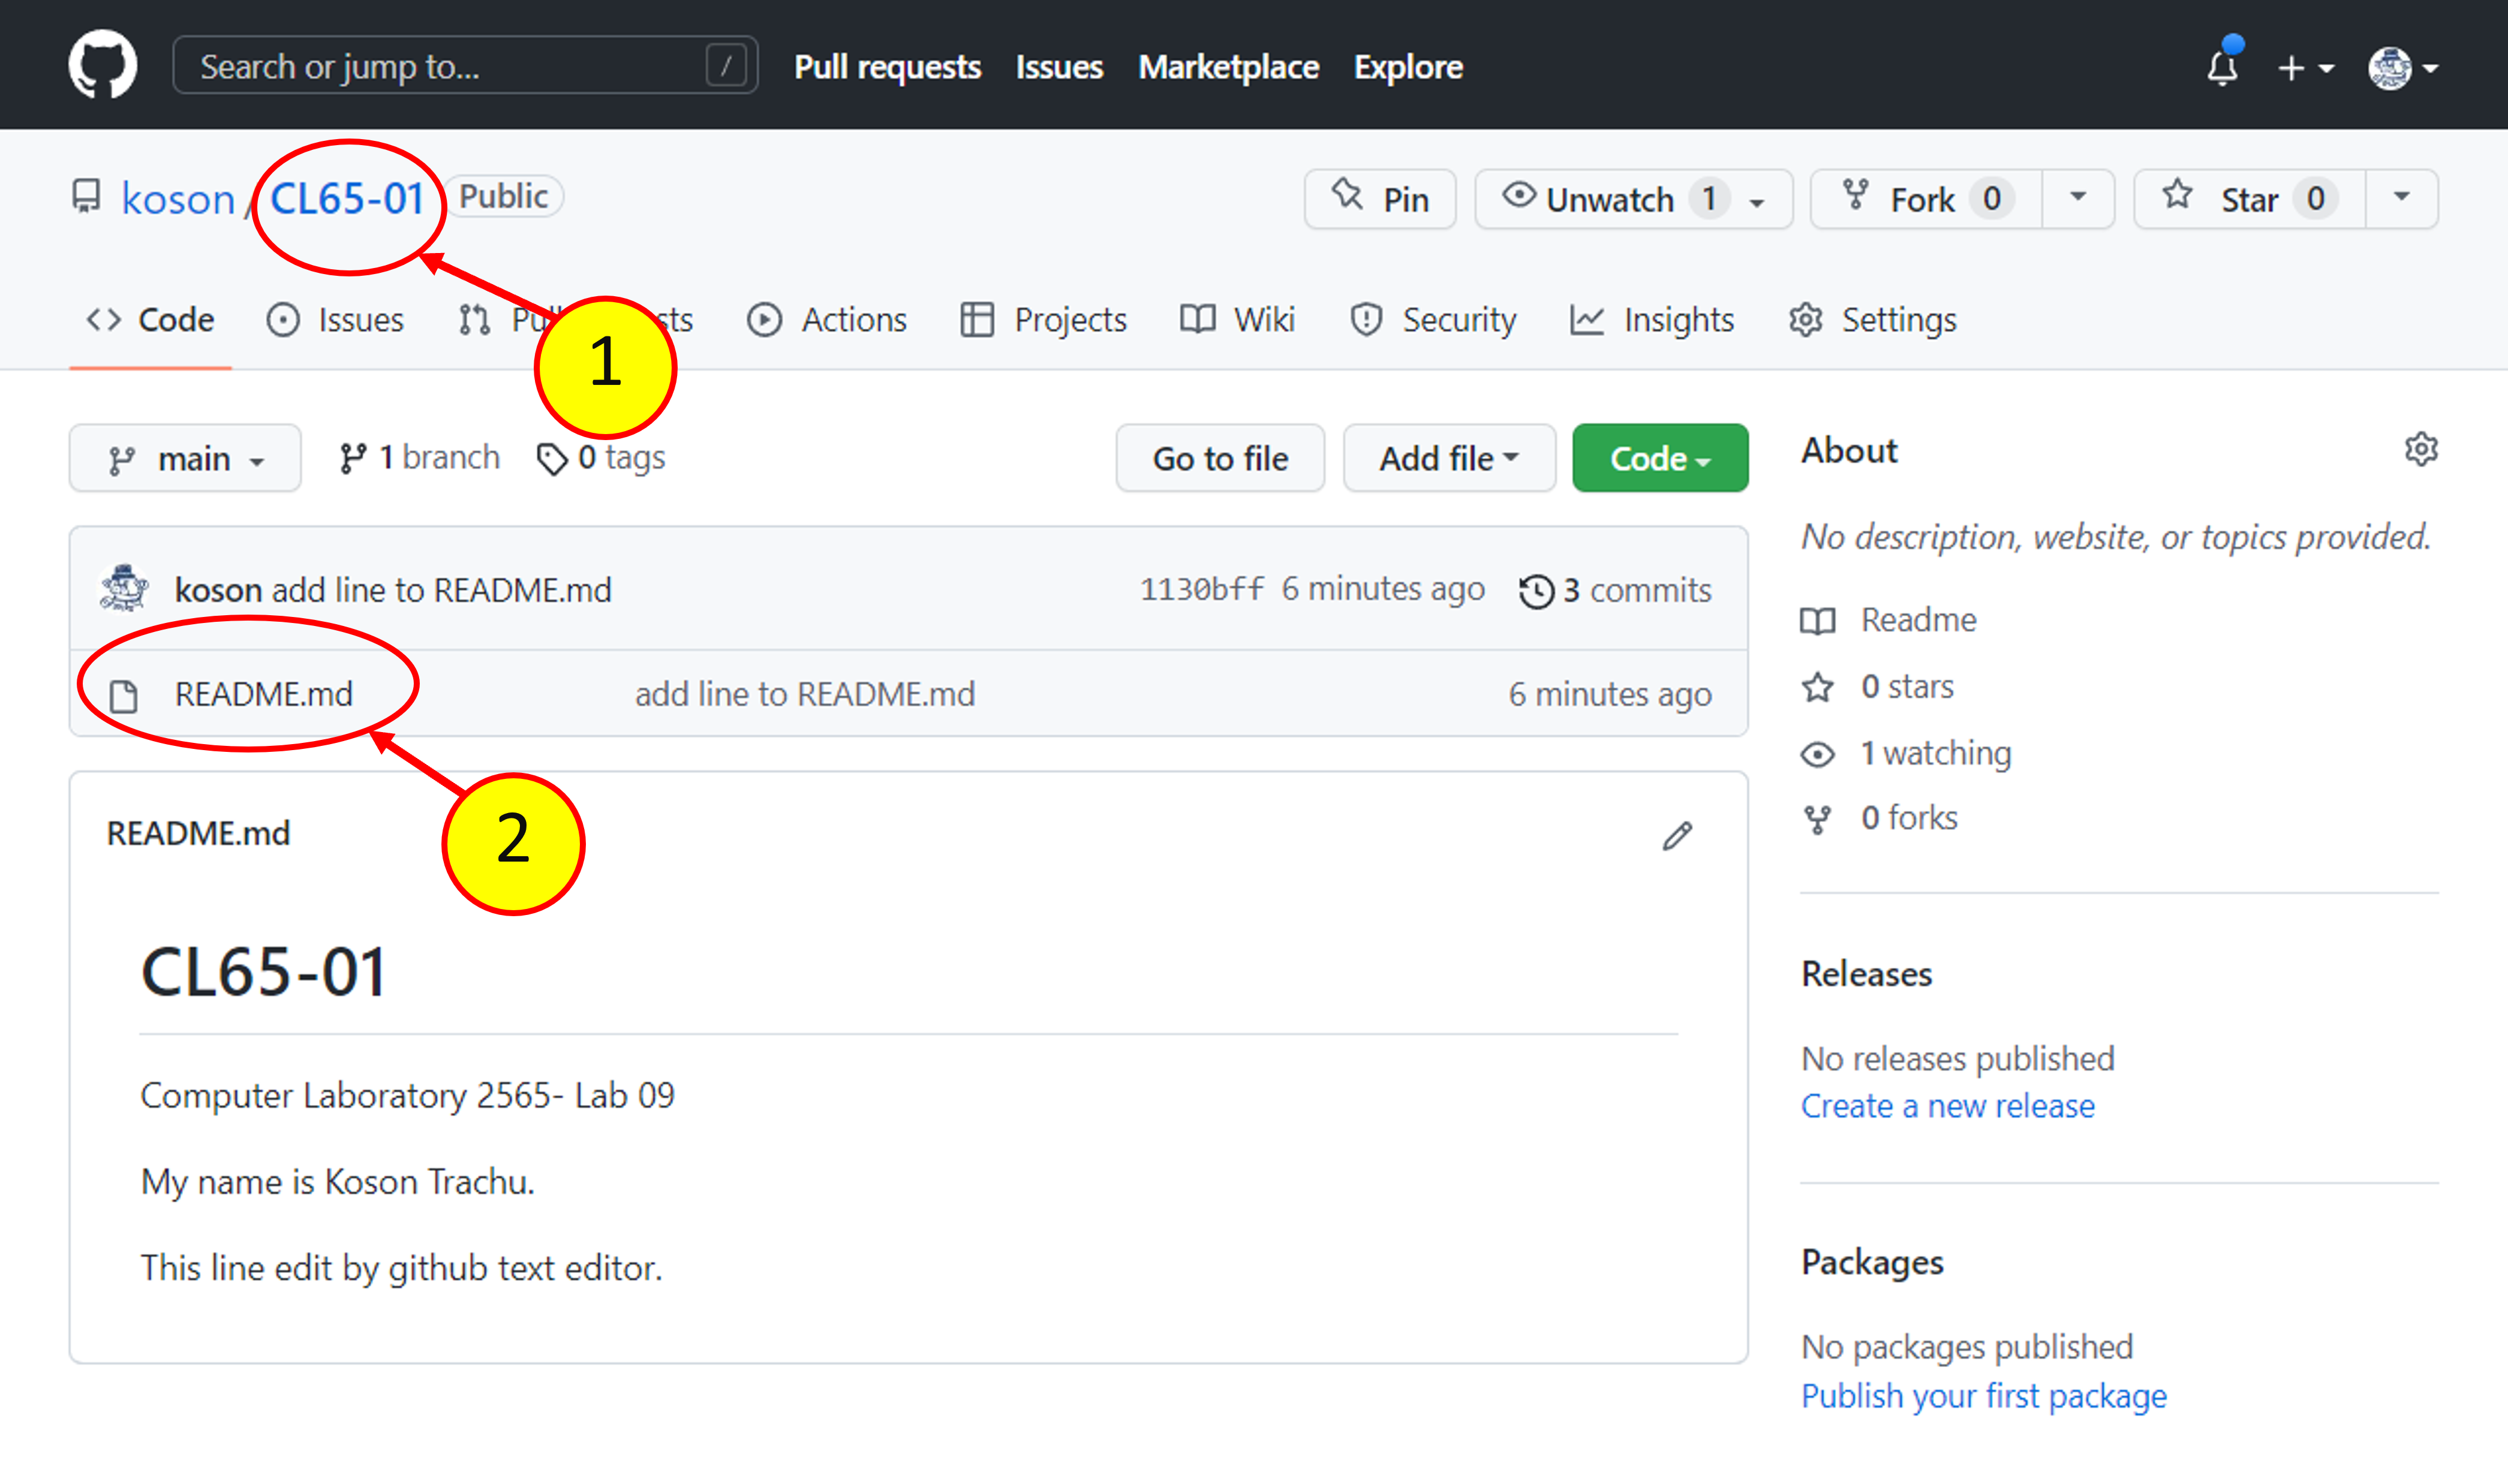 Search or jump to... /
Pull requests Issues Marketplace Explore
koson / CL65-01 Public
Pin Unwatch 1 Fork 0 Star 0
Code Issues Actions Projects Wiki Security Insights Settings
1
main 1 branch 0 tags Go to file Add file Code
koson add line to README.md 1130bff 6 minutes ago 3 commits
README.md add line to README.md 6 minutes ago
2
README.md
CL65-01
Computer Laboratory 2565- Lab 09
My name is Koson Trachu.
This line edit by github text editor.
About
No description, website, or topics provided.
Readme
0 stars
1 watching
0 forks
Releases
No releases published
Create a new release
Packages
No packages published
Publish your first package